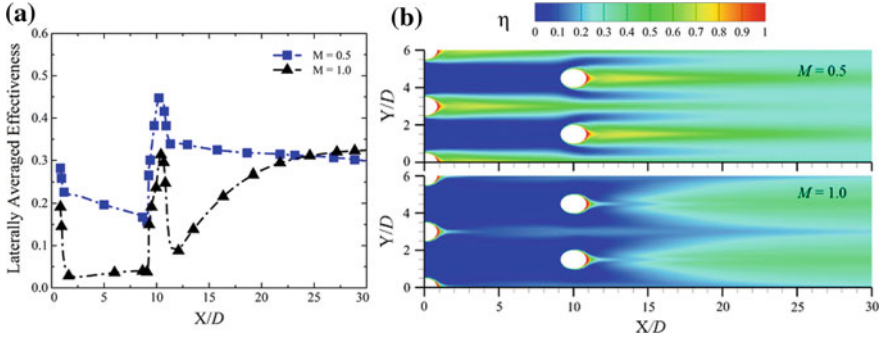 (a)
Laterally Averaged Effectiveness
0.6
0.5
0.4
0.3
0.2
0.1
0.0
M = 0.5
M = 1.0
0 5 10 15 20 25 30
X/D
(b)
η
0 0.1 0.2 0.3 0.4 0.5 0.6 0.7 0.8 0.9 1
Y/D
6
4
2
0
M = 0.5
Y/D
6
4
2
0
M = 1.0
0 10 20 30
X/D